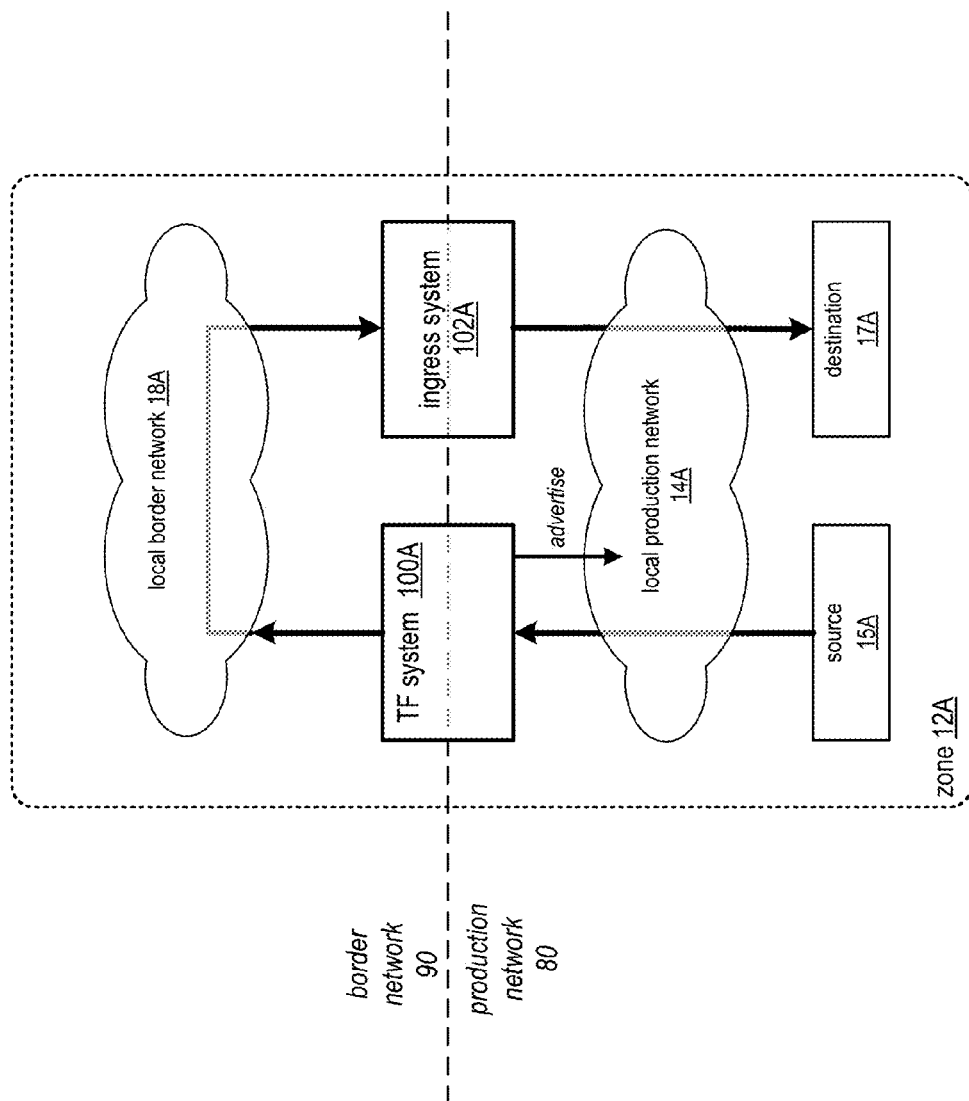 local border network 18A
border
network
90
production
network
80
TF system 100A
ingress system
102A
advertise
local production network
14A
source
15A
destination
17A
zone 12A